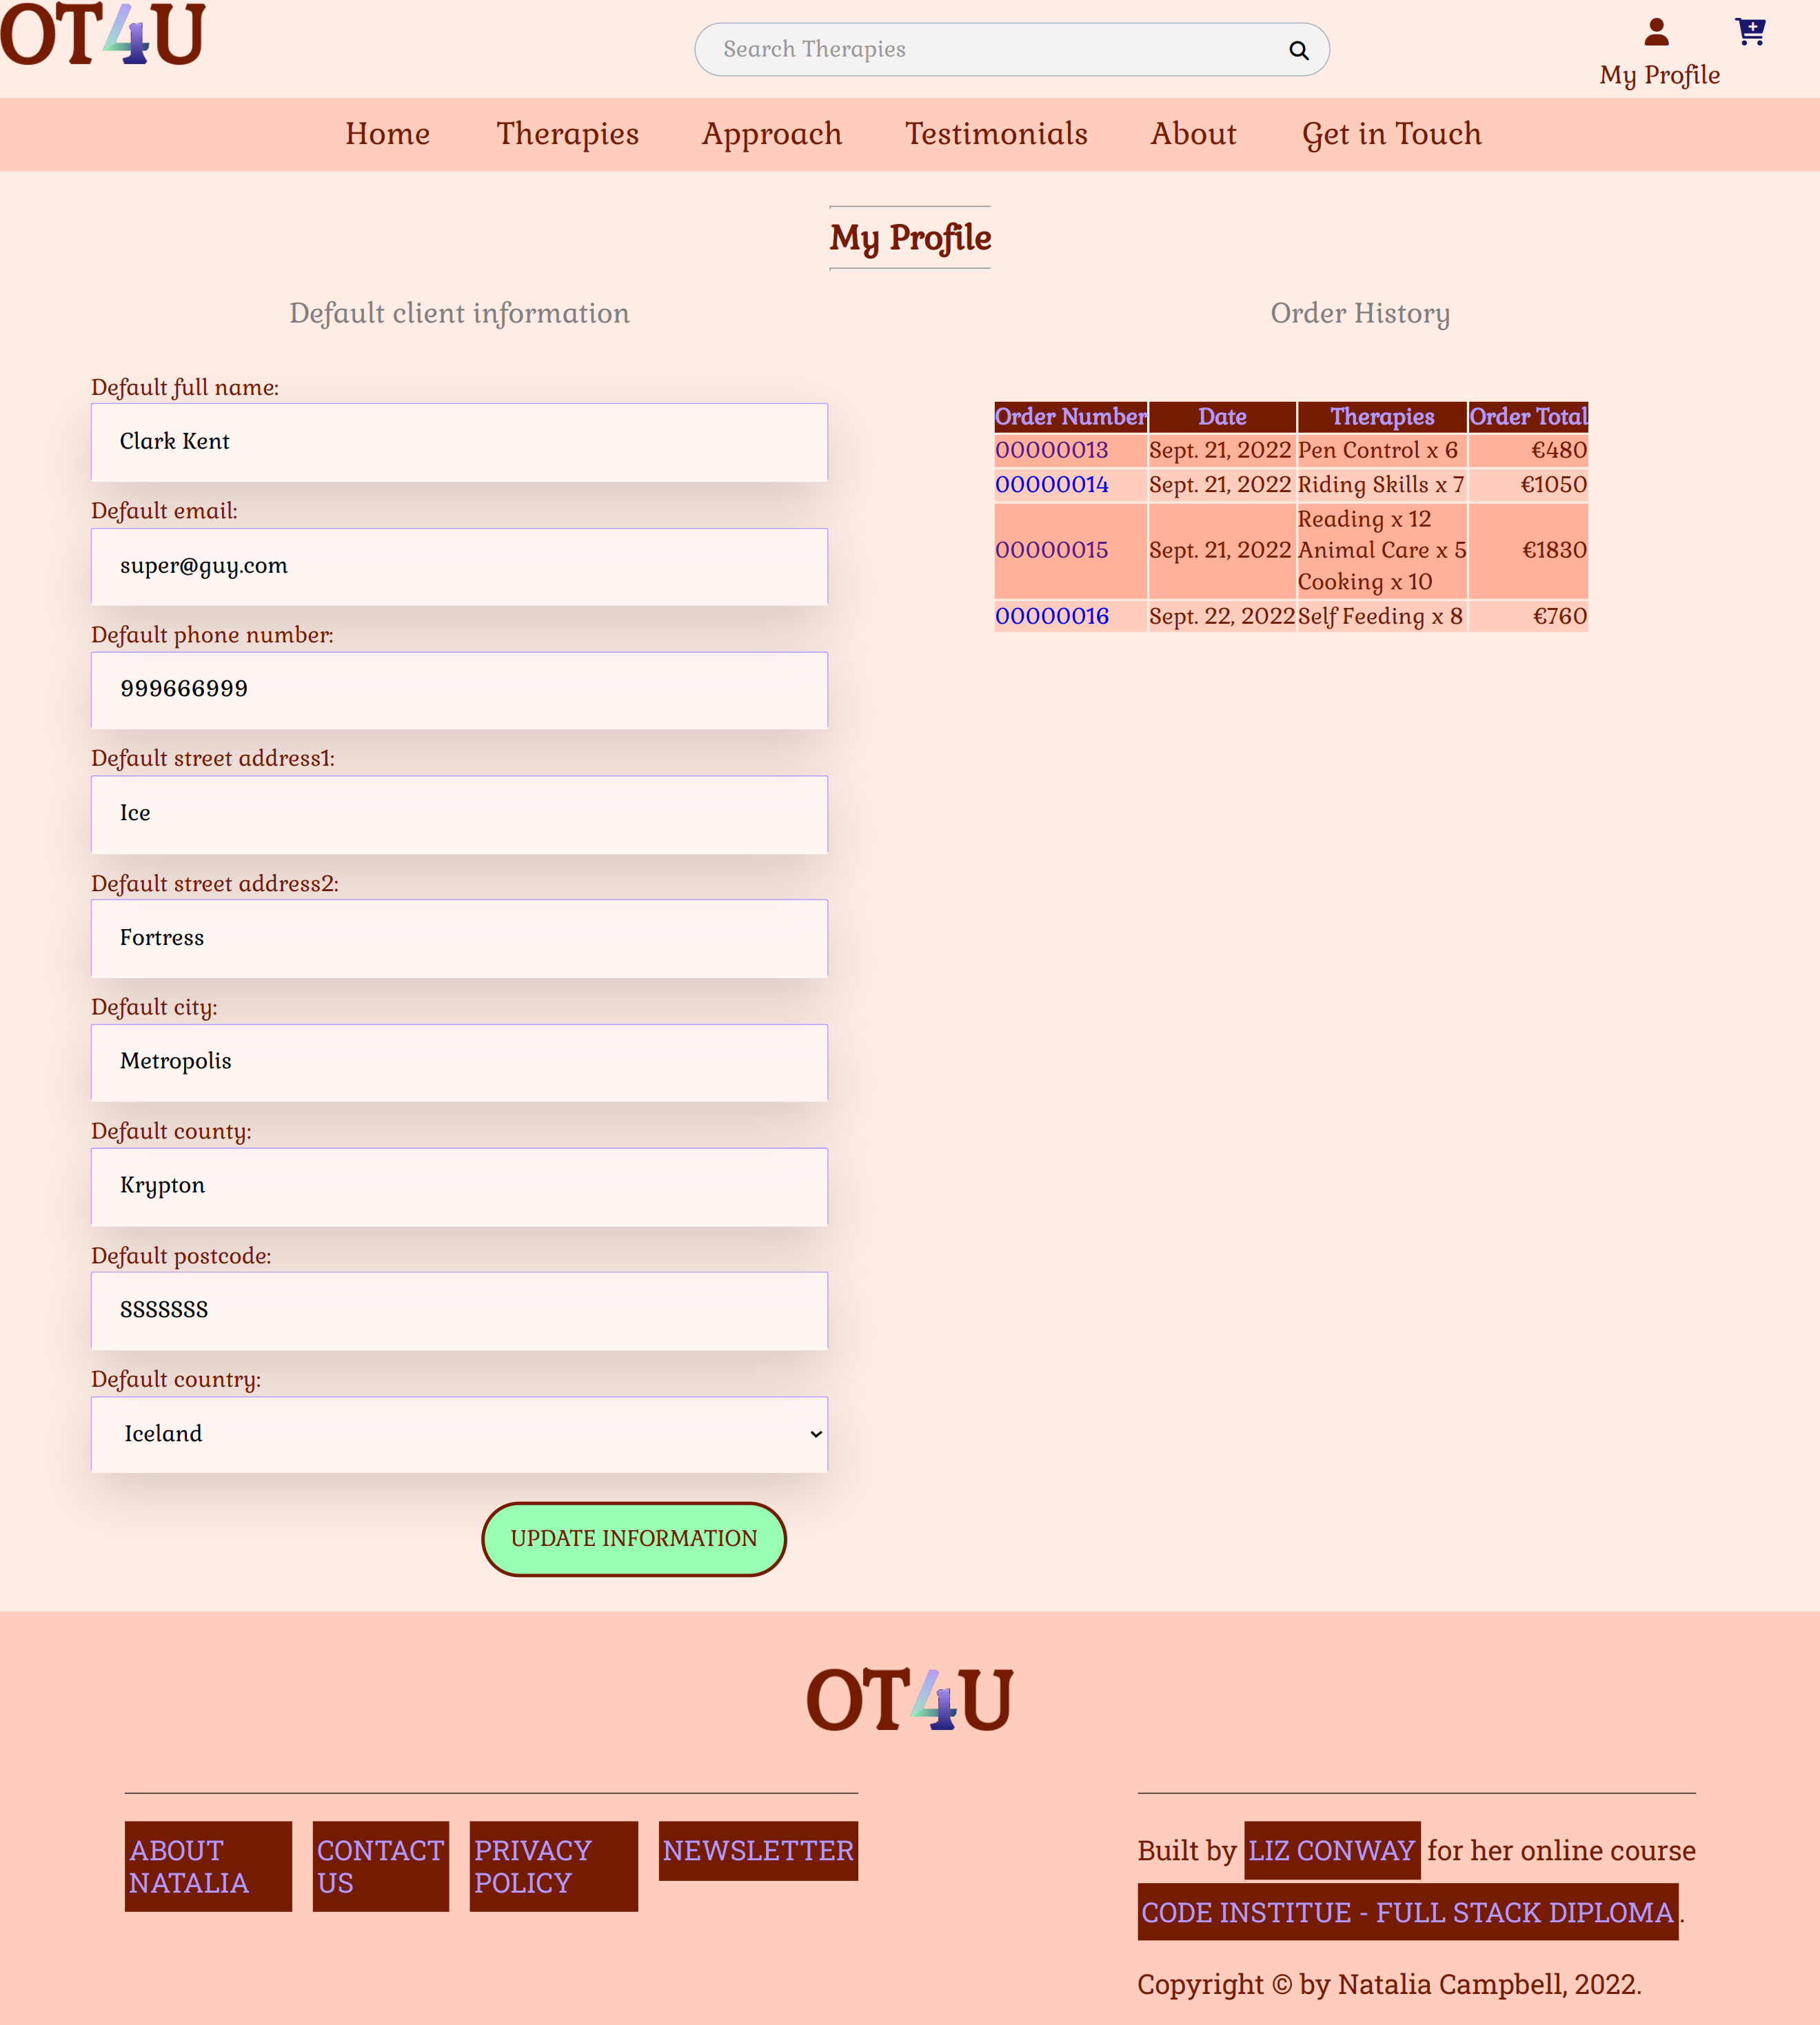 OT4U
Search Therapies
My Profile
Home Therapies Approach Testimonials About Get in Touch
My Profile
Default client information
Default full name:
Clark Kent
Default email:
super@guy.com
Default phone number:
999666999
Default street address1:
Ice
Default street address2:
Fortress
Default city:
Metropolis
Default county:
Krypton
Default postcode:
SSSSSSS
Default country:
Iceland
UPDATE INFORMATION
Order History
Order Number Date Therapies Order Total
00000013 Sept. 21, 2022 Pen Control x 6 €480
00000014 Sept. 21, 2022 Riding Skills x 7 €1050
Reading x 12
00000015 Sept. 21, 2022 Animal Care x 5 €1830
Cooking x 10
00000016 Sept. 22, 2022 Self Feeding x 8 €760
OT4U
ABOUT
NATALIA
CONTACT
US
PRIVACY
POLICY
NEWSLETTER
Built by LIZ CONWAY for her online course
CODE INSTITUE - FULL STACK DIPLOMA.
Copyright © by Natalia Campbell, 2022.